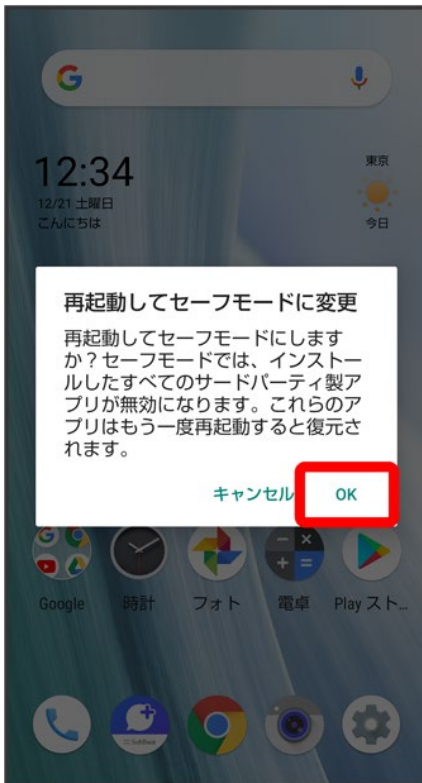 12:34
東京
12/21 土曜日
こんにちは
今日
再起動してセーフモードに変更
再起動してセーフモードにします
か？セーフモードでは、インストー
ルしたすべてのサードパーティ製ア
プリが無効になります。これらのア
プリはもう一度再起動すると復元さ
れます。
キャンセル OK
Google 時計 フォト 電卓 Play スト...
SoftBank